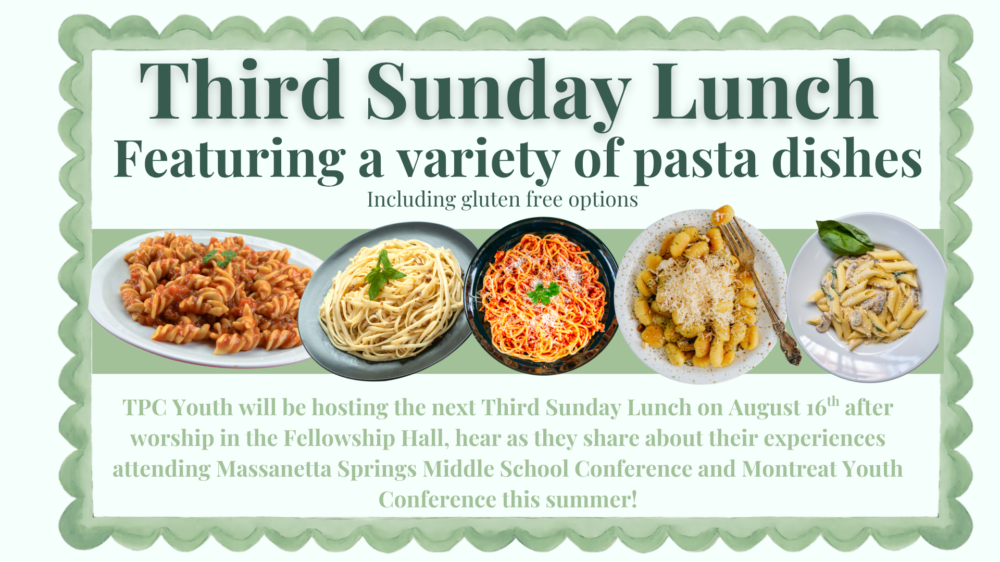 Third Sunday Lunch
Featuring a variety of pasta dishes
Including gluten free options
TPC Youth will be hosting the next Third Sunday Lunch on August 16th after
worship in the Fellowship Hall, hear as they share about their experiences
attending Massanetta Springs Middle School Conference and Montreat Youth
Conference this summer!